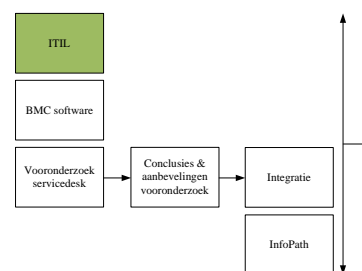 ITIL
BMC software
Vooronderzoek
servicedesk
Conclusies &
aanbevelingen
vooronderzoek
Integratie
InfoPath